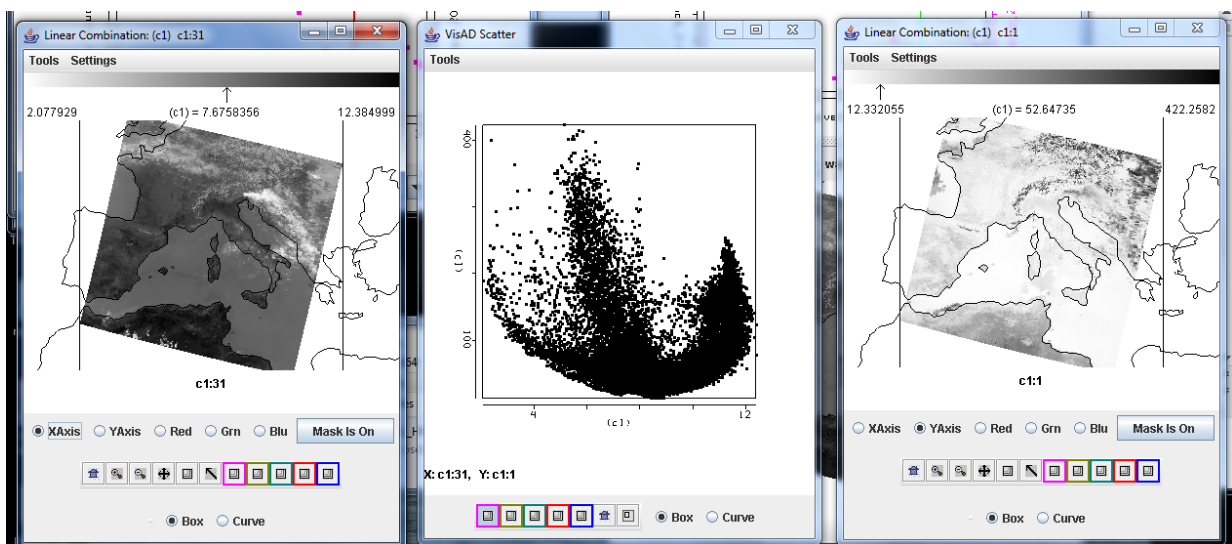 Linear Combination: (c1) c1:31
Tools Settings
2.077929
(c1) = 7.6758356
12.384999
c1:31
XAxis YAxis Red Grn Blu Mask Is On
Box Curve
VisAD Scatter
Tools
400
100
(c1)
4
12
(c1)
X: c1:31, Y: c1:1
Box Curve
Linear Combination: (c1) c1:1
Tools Settings
12.332055
(c1) = 52.64735
422.2582
c1:1
XAxis YAxis Red Grn Blu Mask Is On
Box Curve